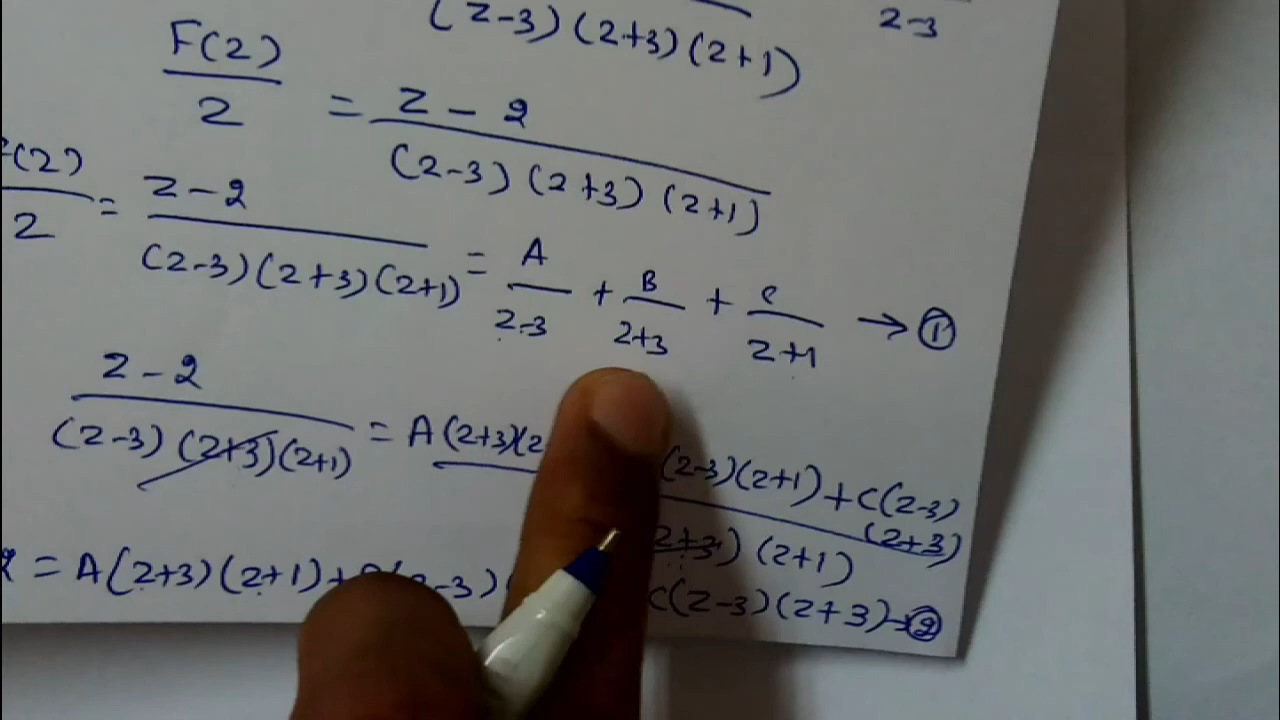 (z-3)(z+3)(z+1)
z-3
F(z)/z = z-2/(z-3)(z+3)(z+1)
(z)/z = z-2/(z-3)(z+3)(z+1) = A/z-3 + B/z+3 + C/z+1 → ①
z-2/(z-3)(z+3)(z+1) = A(z+3)(z (z-3)(z+1)+C(z-3)(z+3)
z+3)(z+1)
= A(z+3)(z+1)+ -3) C(z-3)(z+3)→②